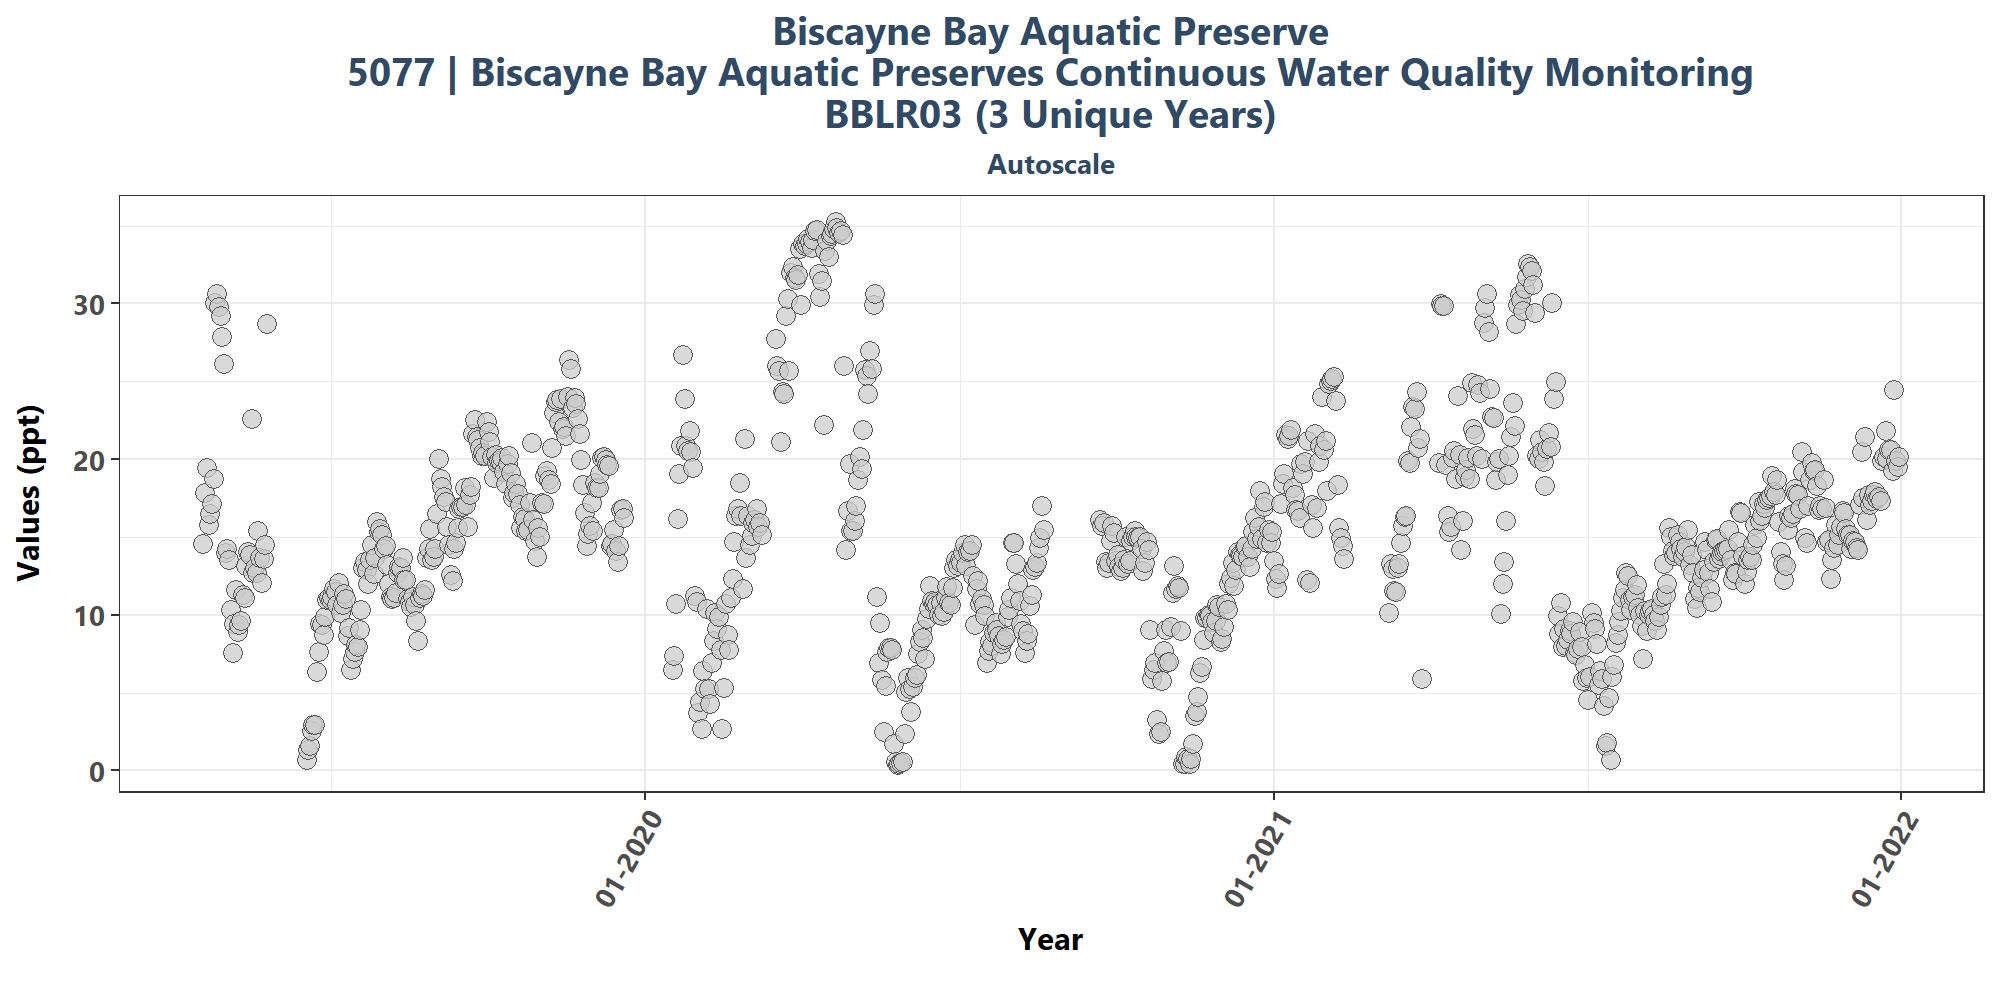 Biscayne Bay Aquatic Preserve
5077 | Biscayne Bay Aquatic Preserves Continuous Water Quality Monitoring
BBLR03 (3 Unique Years)
Autoscale
Values (ppt)
30
20
10
0
01-2020
01-2021
01-2022
Year